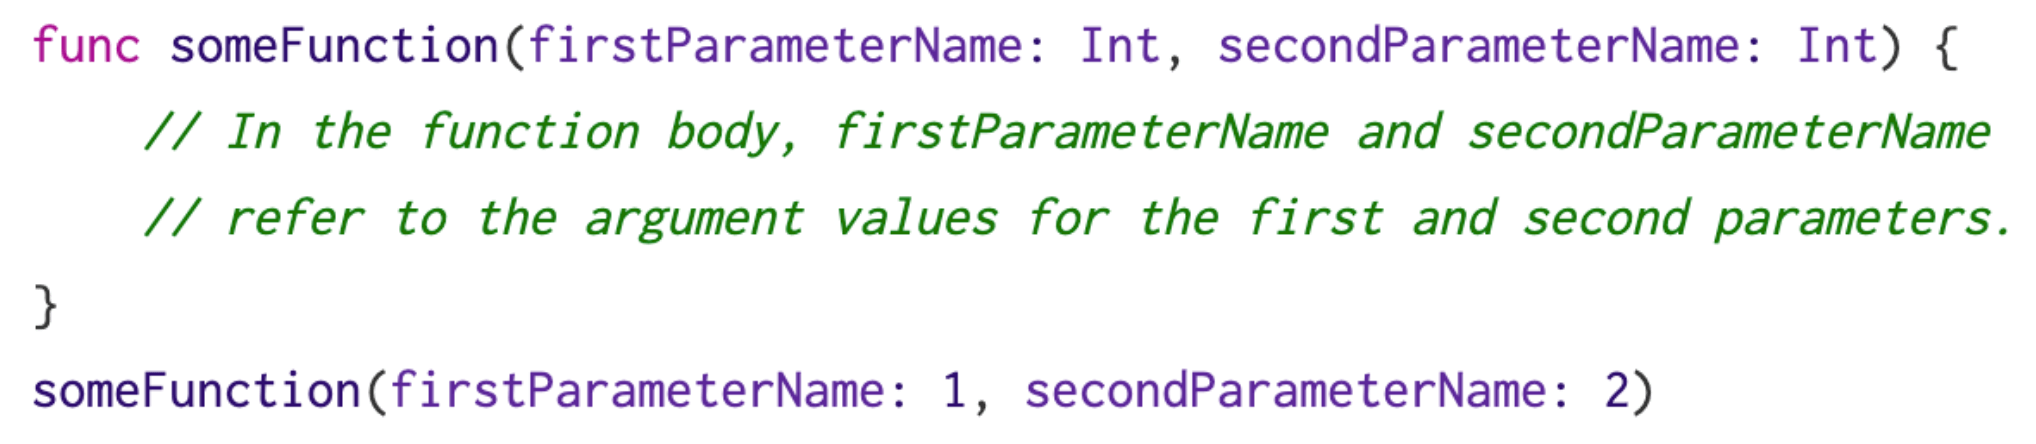 func someFunction(firstParameterName: Int, secondParameterName: Int) {
// In the function body, firstParameterName and secondParameterName
// refer to the argument values for the first and second parameters.
}
someFunction(firstParameterName: 1, secondParameterName: 2)